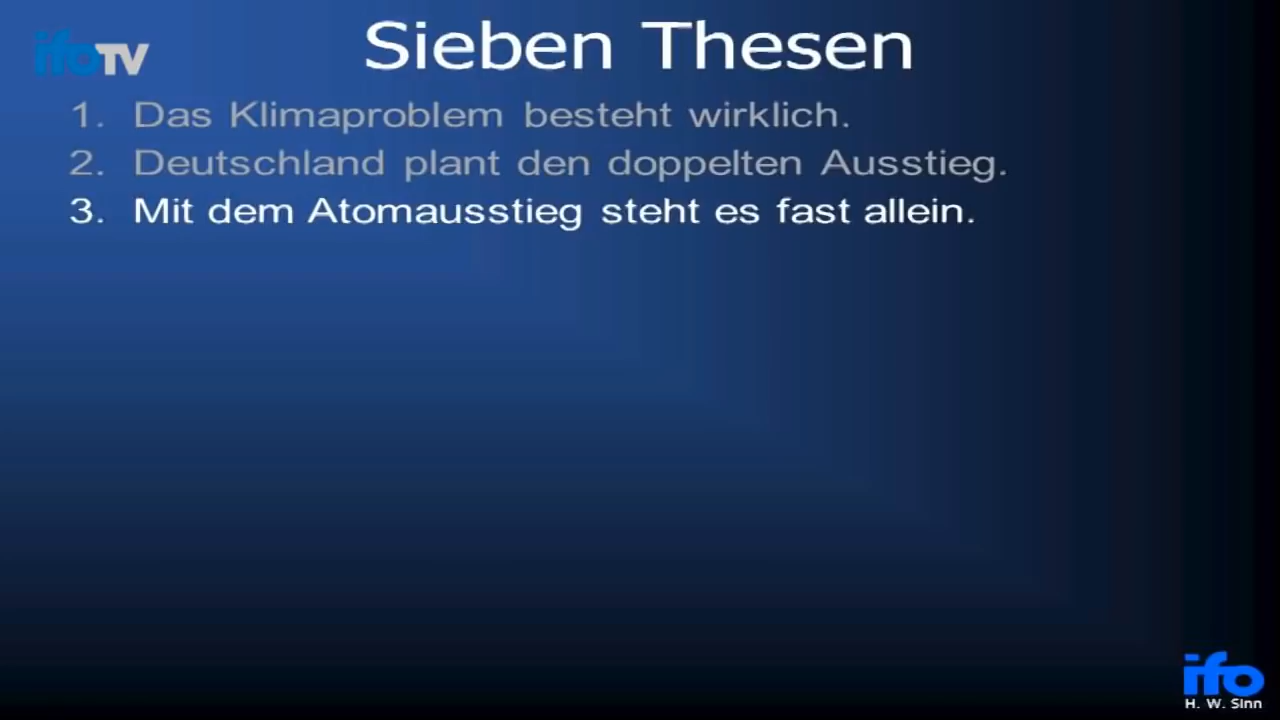 ifoTV
Sieben Thesen
1. Das Klimaproblem besteht wirklich.
2. Deutschland plant den doppelten Ausstieg.
3. Mit dem Atomausstieg steht es fast allein.
ifo
H. W. Sinn